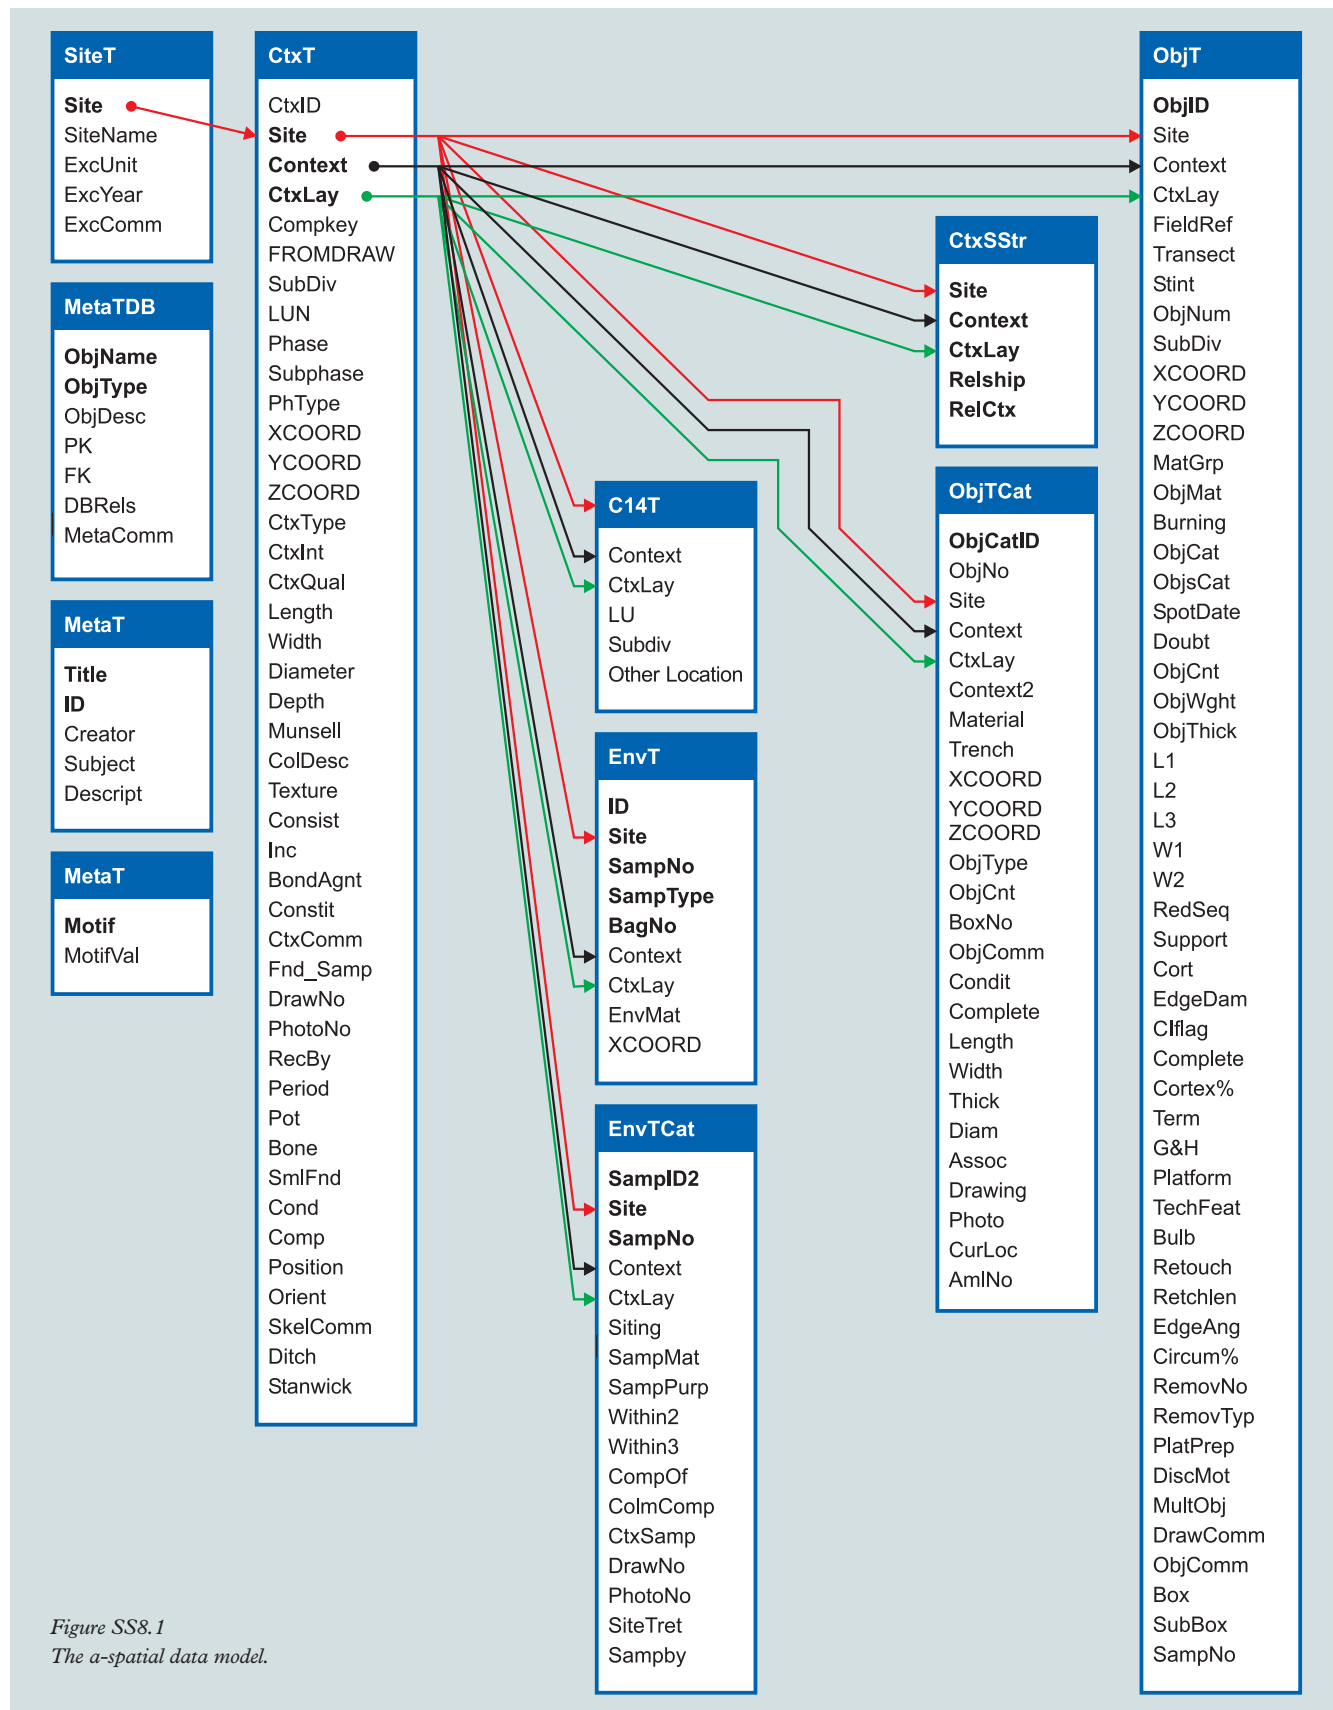 SiteT
Site
SiteName
ExcUnit
ExcYear
ExcComm
MetaTDB
ObjName
ObjType
ObjDesc
PK
FK
DBRels
MetaComm
MetaT
Title
ID
Creator
Subject
Descript
MetaT
Motif
MotifVal
CtxT
CtxID
Site
Context
CtxLay
Compkey
FROMDRAW
SubDiv
LUN
Phase
Subphase
PhType
XCOORD
YCOORD
ZCOORD
CtxType
CtxInt
CtxQual
Length
Width
Diameter
Depth
Munsell
ColDesc
Texture
Consist
Inc
BondAgnt
Constit
CtxComm
Fnd_Samp
DrawNo
PhotoNo
RecBy
Period
Pot
Bone
SmlFnd
Cond
Comp
Position
Orient
SkelComm
Ditch
Stanwick
C14T
Context
CtxLay
LU
Subdiv
Other Location
EnvT
ID
Site
SampNo
SampType
BagNo
Context
CtxLay
EnvMat
XCOORD
EnvTCat
SampID2
Site
SampNo
Context
CtxLay
Siting
SampMat
SampPurp
Within2
Within3
CompOf
ColmComp
CtxSamp
DrawNo
PhotoNo
SiteTret
Sampby
CtxSStr
Site
Context
CtxLay
Relship
RelCtx
ObjTCat
ObjCatID
ObjNo
Site
Context
CtxLay
Context2
Material
Trench
XCOORD
YCOORD
ZCOORD
ObjType
ObjCnt
BoxNo
ObjComm
Condit
Complete
Length
Width
Thick
Diam
Assoc
Drawing
Photo
CurLoc
AmlNo
ObjT
ObjID
Site
Context
CtxLay
FieldRef
Transect
Stint
ObjNum
SubDiv
XCOORD
YCOORD
ZCOORD
MatGrp
ObjMat
Burning
ObjCat
ObjsCat
SpotDate
Doubt
ObjCnt
ObjWght
ObjThick
L1
L2
L3
W1
W2
RedSeq
Support
Cort
EdgeDam
Clflag
Complete
Cortex%
Term
G&H
Platform
TechFeat
Bulb
Retouch
Retchlen
EdgeAng
Circum%
RemovNo
RemovTyp
PlatPrep
DiscMot
MultObj
DrawComm
ObjComm
Box
SubBox
SampNo
Figure SS8.1
The a-spatial data model.